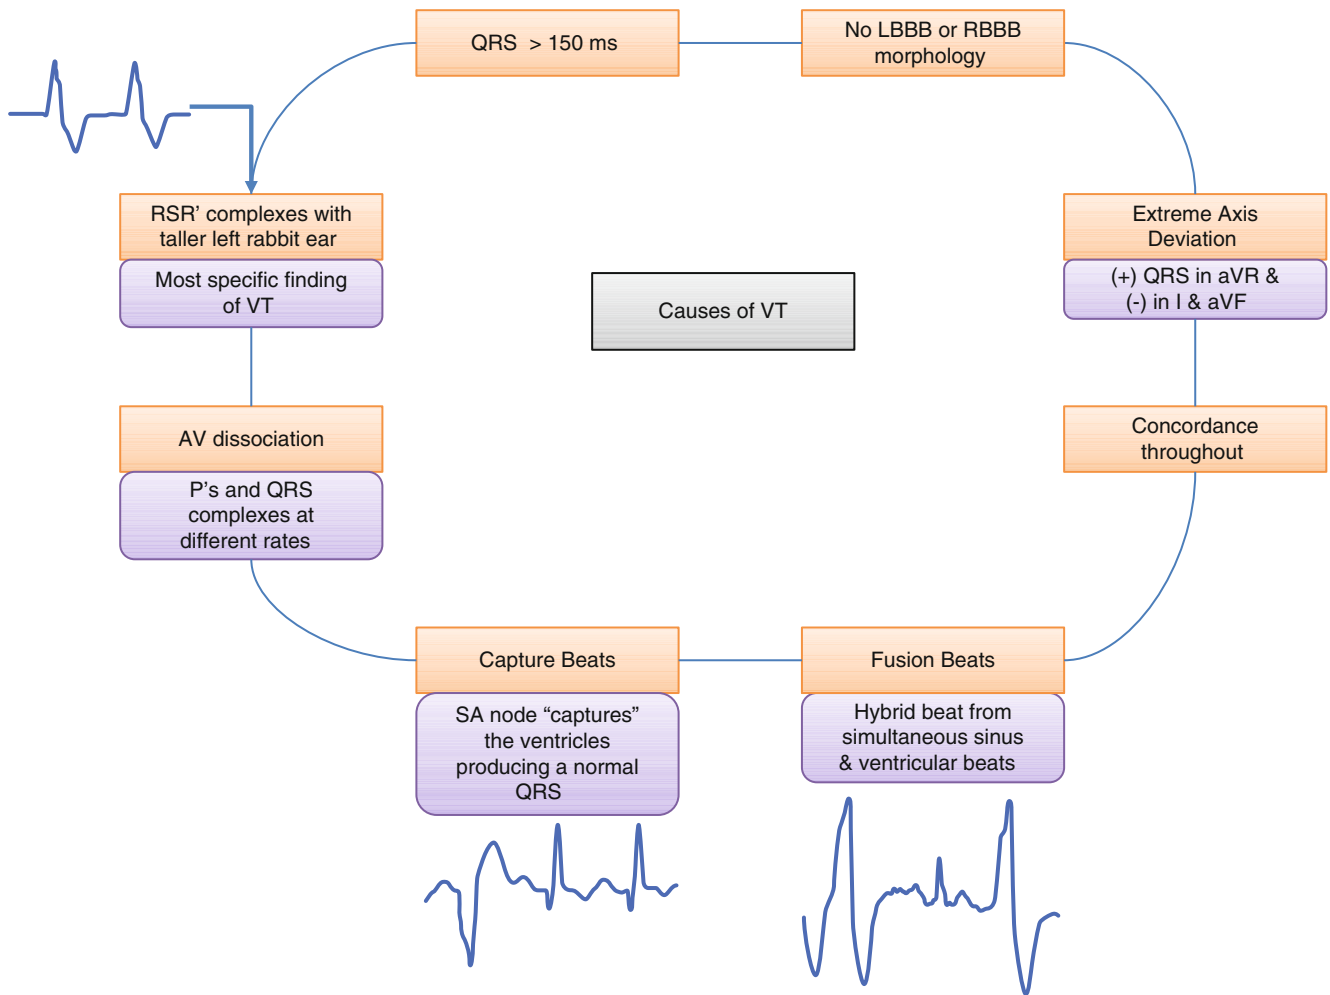 QRS > 150 ms
No LBBB or RBBB
morphology
RSR’ complexes with
taller left rabbit ear
Most specific finding
of VT
Extreme Axis
Deviation
(+) QRS in aVR &
(-) in I & aVF
Causes of VT
AV dissociation
P’s and QRS
complexes at
different rates
Concordance
throughout
Capture Beats
SA node “captures”
the ventricles
producing a normal
QRS
Fusion Beats
Hybrid beat from
simultaneous sinus
& ventricular beats